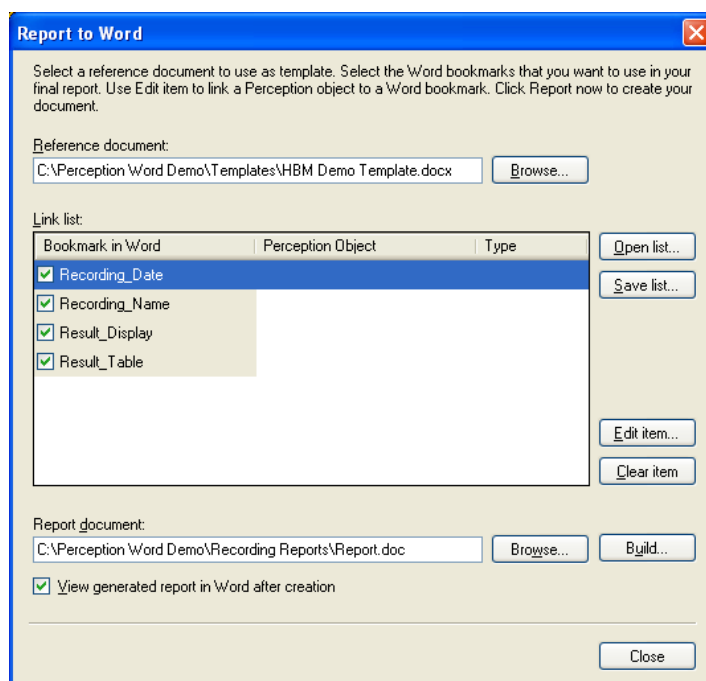 Report to Word
Select a reference document to use as template. Select the Word bookmarks that you want to use in your
final report. Use Edit item to link a Perception object to a Word bookmark. Click Report now to create your
document.
Reference document:
C:\Perception Word Demo\Templates\HBM Demo Template.docx Browse...
Link list:
Bookmark in Word Perception Object Type Open list...
Recording_Date
Save list...
Recording_Name
Result_Display
Result_Table
Edit item...
Clear item
Report document:
C:\Perception Word Demo\Recording Reports\Report.doc Browse... Build...
View generated report in Word after creation
Close